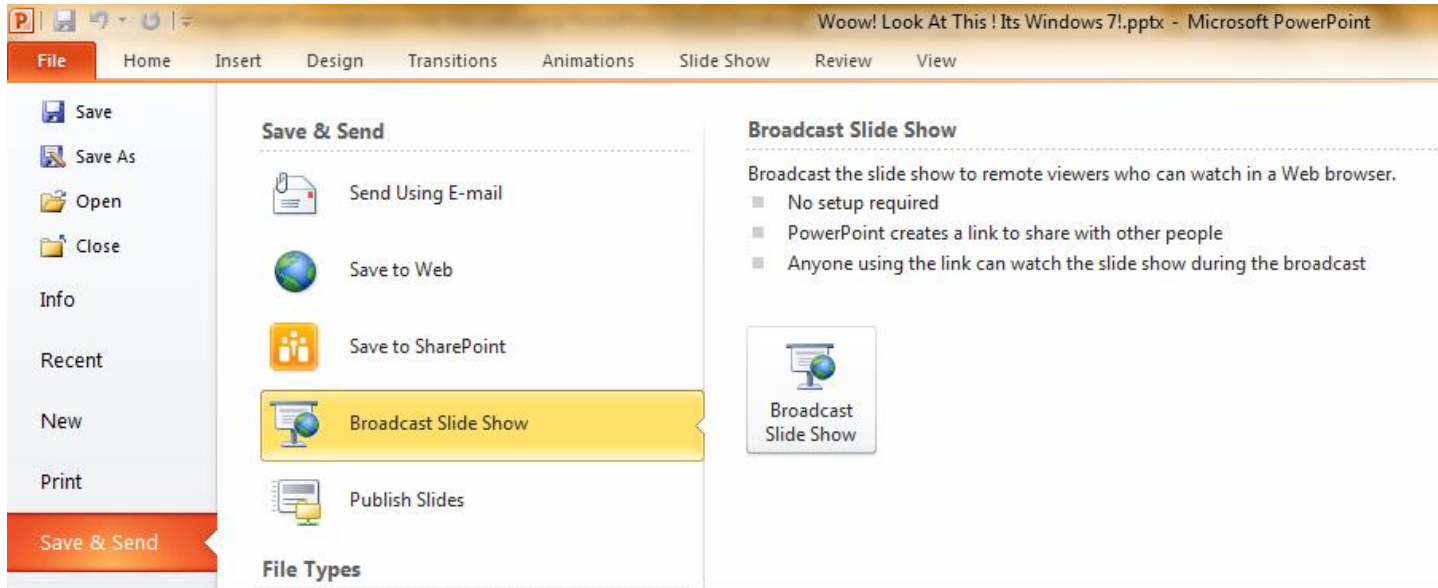 Woow! Look At This ! Its Windows 7!.pptx - Microsoft PowerPoint
File Home Insert Design Transitions Animations Slide Show Review View
Save
Save As
Open
Close
Info
Recent
New
Print
Save & Send
Save & Send
Send Using E-mail
Save to Web
Save to SharePoint
Broadcast Slide Show
Publish Slides
File Types
Broadcast Slide Show
Broadcast the slide show to remote viewers who can watch in a Web browser.
No setup required
PowerPoint creates a link to share with other people
Anyone using the link can watch the slide show during the broadcast
Broadcast
Slide Show